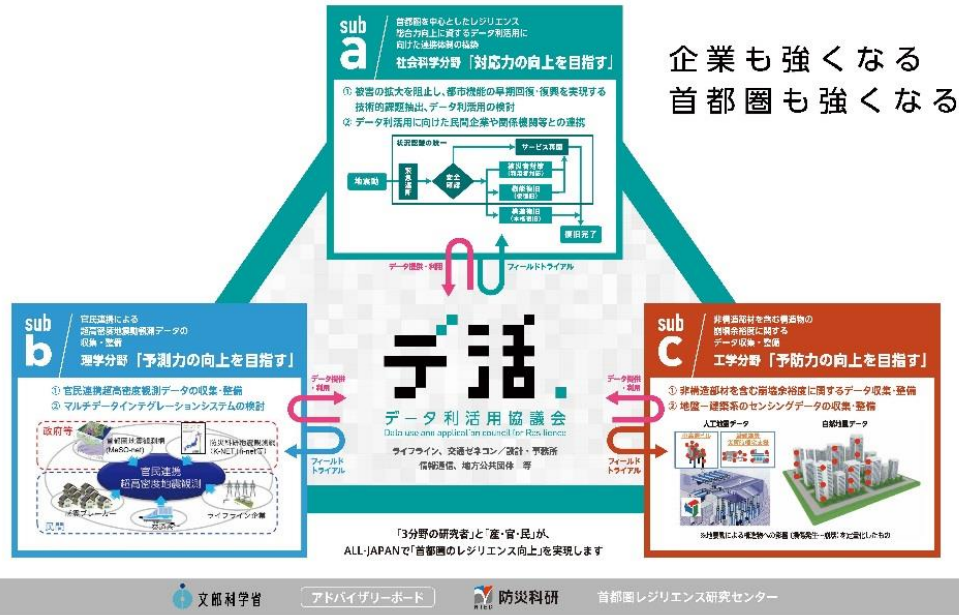 sub a
首都圏を中心としたレジリエンス
総合力向上に資するデータ利活用に
向けた連携体制の構築
社会科学分野「対応力の向上を目指す」
① 被害の拡大を阻止し、都市機能の早期回復・復興を実現する
技術的課題抽出、データ利活用の検討
② データ利活用に向けた民間企業や関係機関等との連携
サービス再開
地震動
安全
確認
復旧完了
企業も強くなる
首都圏も強くなる
データ提供・利用
フィールドトライアル
sub b
官民連携による
超高密度地震動観測データの
収集・整備
理学分野「予測力の向上を目指す」
① 官民連携超高密度観測データの収集・整備
② マルチデータインテグレーションシステムの検討
政府等
首都圏地震観測網
(MeSO-net)
官民連携
超高密度地震観測
ライフライン企業
民間
データ提供
・利用
フィールド
トライアル
デ活.
データ利活用協議会
Data use and application council for Resilience
ライフライン、交通ゼネコン／設計・事務所
情報通信、地方公共団体 等
データ提供
・利用
フィールド
トライアル
sub c
非構造部材を含む構造物の
崩壊余裕度に関する
データ収集・整備
工学分野「予防力の向上を目指す」
① 非構造部材を含む崩壊余裕度に関するデータ収集・整備
② 地盤－建築系のセンシングデータの収集・整備
人工地震データ
自然地震データ
「3分野の研究者」と「産・官・民」が、
ALL-JAPANで「首都圏のレジリエンス向上」を実現します
文部科学省
アドバイザリーボード
防災科研
首都圏レジリエンス研究センター